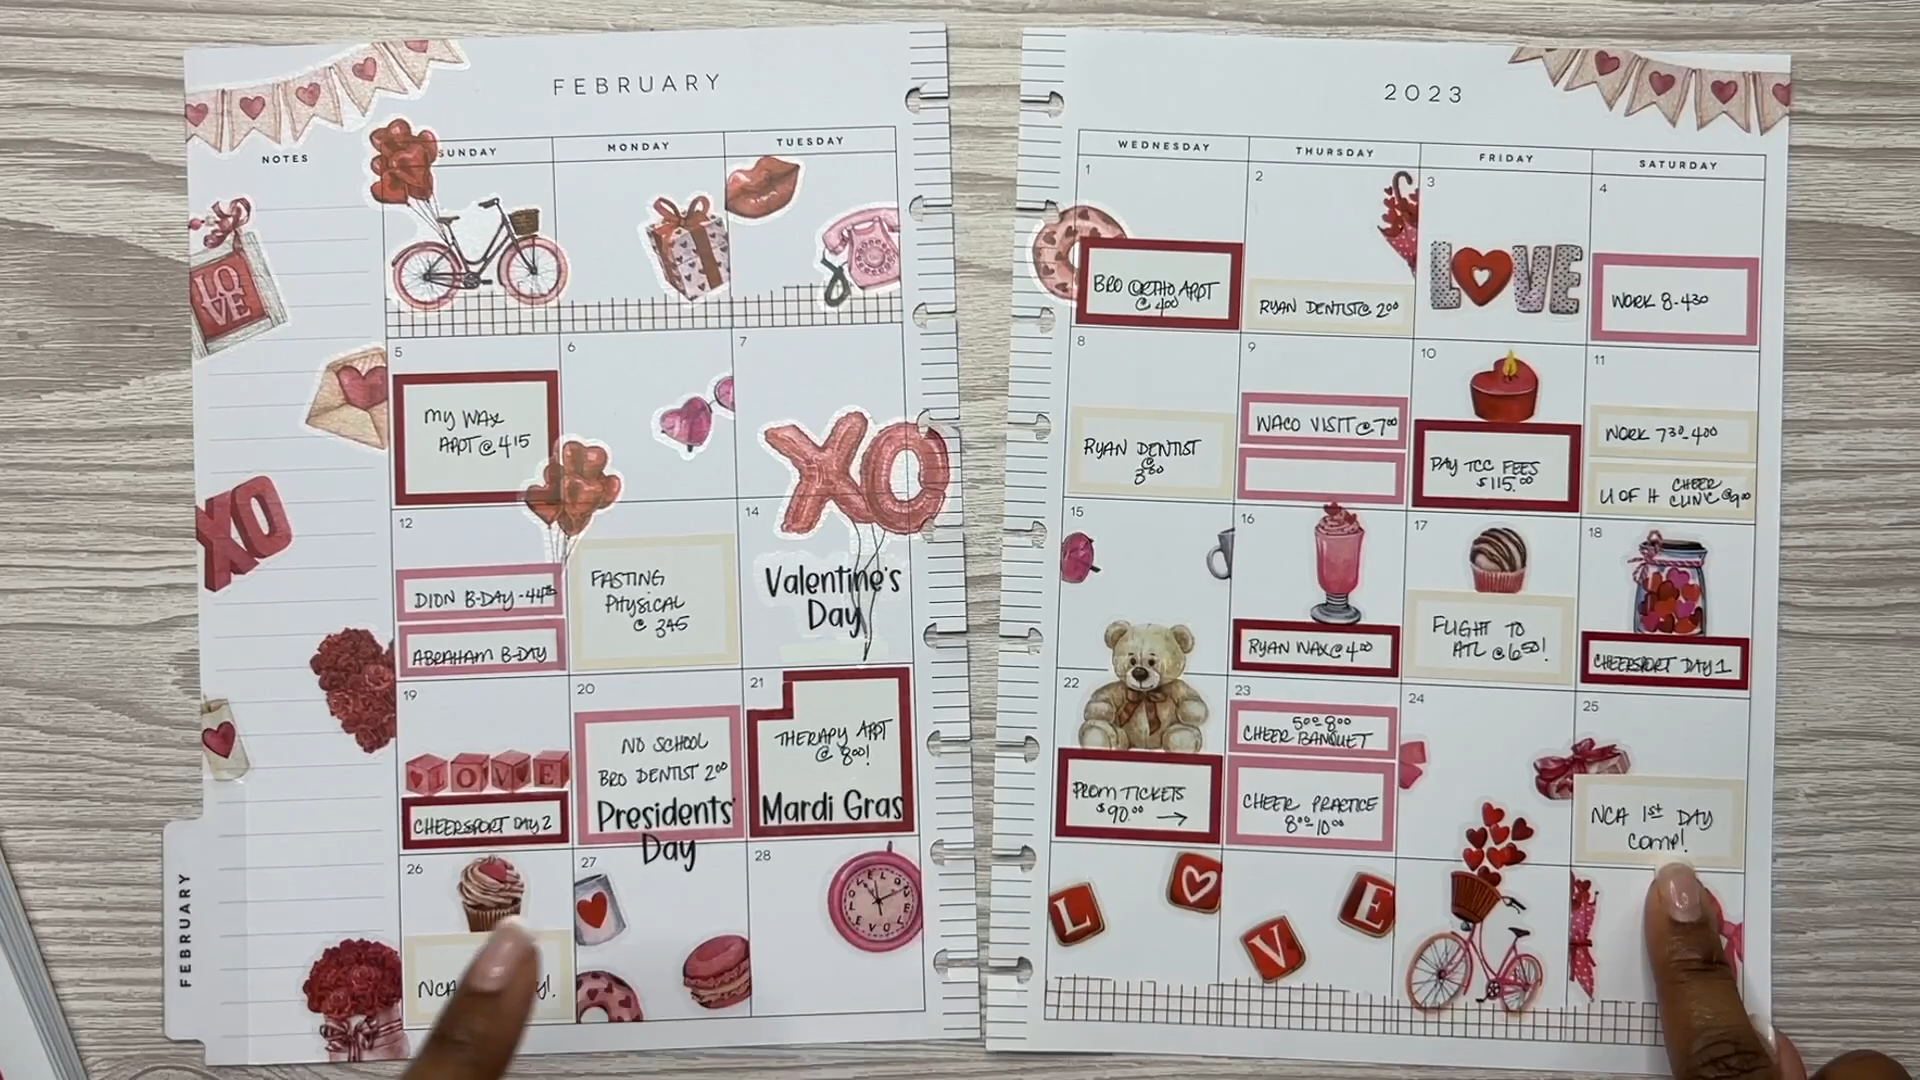 FEBRUARY
2023
NOTES
SUNDAY
MONDAY
TUESDAY
WEDNESDAY
THURSDAY
FRIDAY
SATURDAY
LOVE
1
BRO ORTHO APPT
@ 4:00
2
RYAN DENTIST @ 2:00
3
LOVE
4
WORK 8-4:30
5
MY WAX
APPT @ 4:15
6
7
XO
8
RYAN DENTIST
@
3:30
9
WACO VISIT @ 7:00
10
PAY TCC FEES
$115.00
11
WORK 7:30-4:00
U OF H CHEER
CLINIC @ 9:00
XO
12
DION B-DAY - 44th
ABRAHAM B-DAY
FASTING
PHYSICAL
@ 3:45
14
Valentine's
Day
15
16
RYAN WAX @ 4:00
17
FLIGHT TO
ATL @ 6:50!
18
CHEERSPORT DAY 1
19
LOVE
CHEERSPORT DAY 2
20
NO SCHOOL
BRO DENTIST 2:00
Presidents'
Day
21
THERAPY APPT
@ 8:00!
Mardi Gras
22
PROM TICKETS
$90.00 →
23
5:00-8:00
CHEER BANQUET
CHEER PRACTICE
8:00-10:00
24
25
NCA 1st DAY
COMP!
26
NCA
27
28
LOVE
FEBRUARY